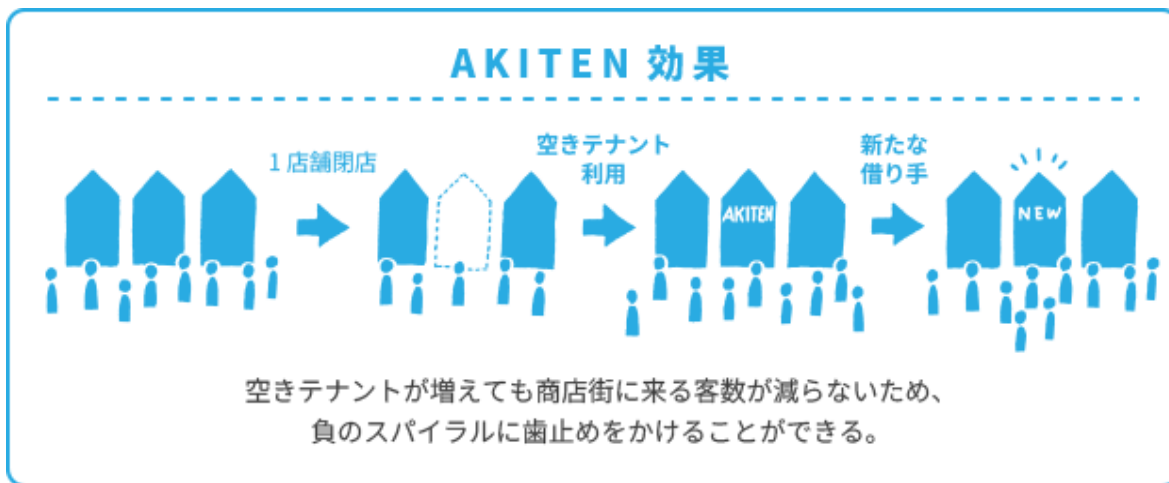 AKITEN 効果
1 店舗閉店
空きテナント
利用
新たな
借り手
AKITEN
NEW
空きテナントが増えても商店街に来る客数が減らないため、
負のスパイラルに歯止めをかけることができる。